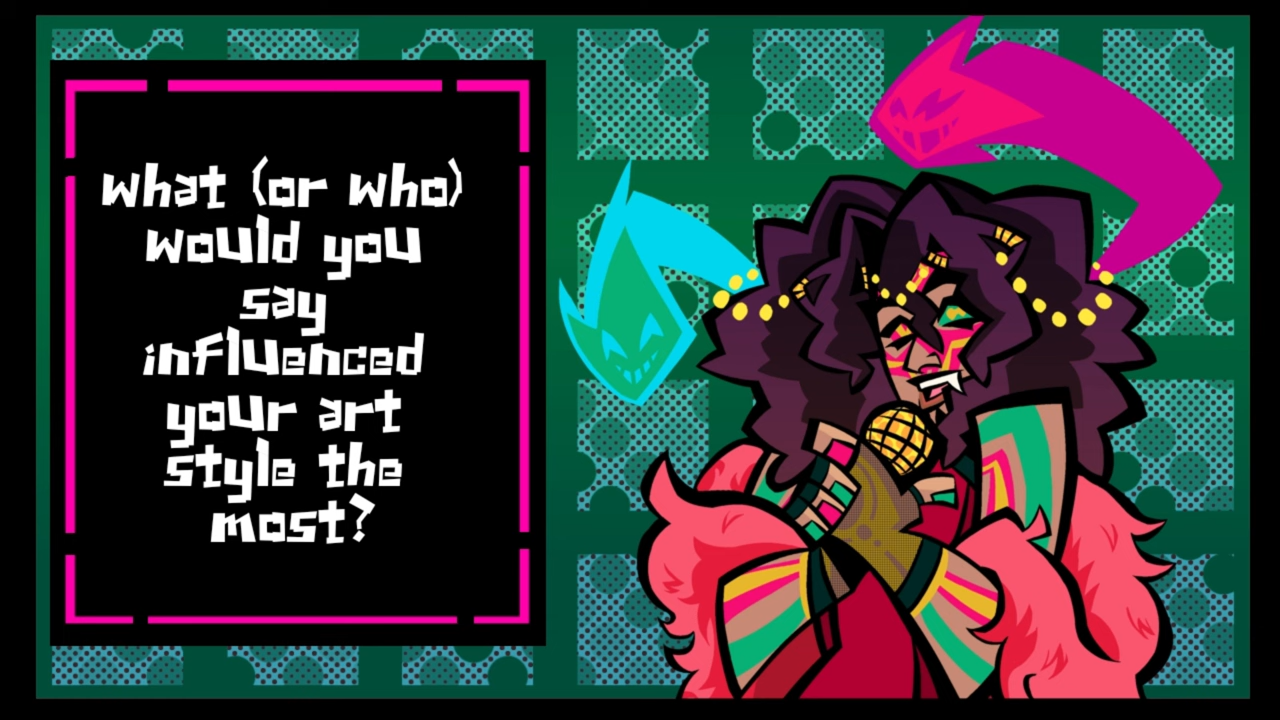 what (or who)
would you
say
influenced
your art
style the
most?